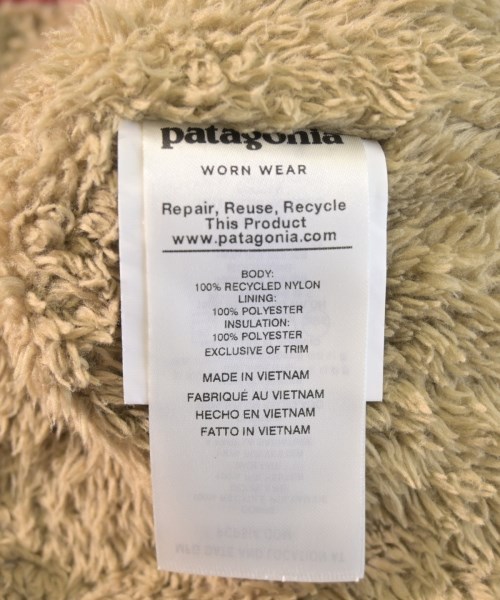 patagonia
WORN WEAR
Repair, Reuse, Recycle
This Product
www.patagonia.com
BODY:
100% RECYCLED NYLON
LINING:
100% POLYESTER
INSULATION:
100% POLYESTER
EXCLUSIVE OF TRIM
MADE IN VIETNAM
FABRIQUÉ AU VIETNAM
HECHO EN VIETNAM
FATTO IN VIETNAM